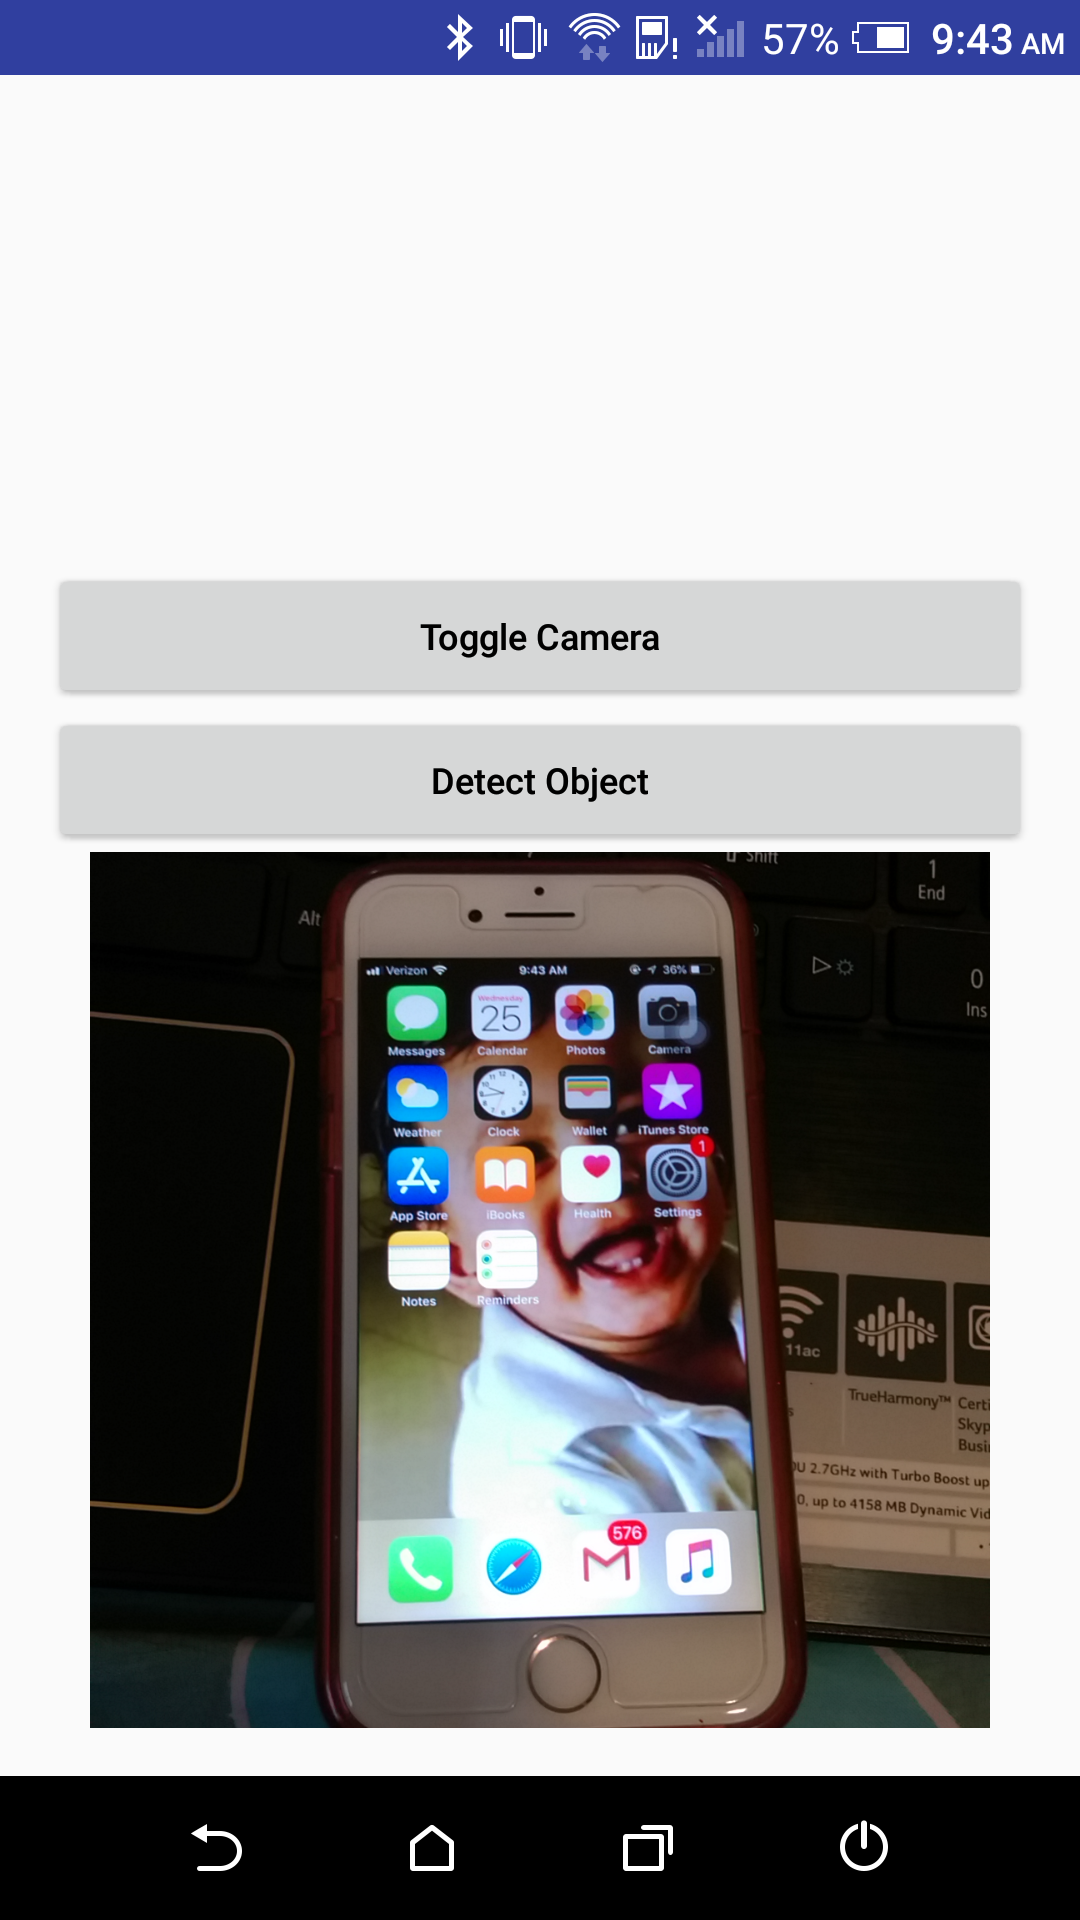 57% 9:43 AM
Toggle Camera
Detect Object
Shift
1
End
Alt
0
Ins
Verizon 9:43 AM 36%
Wednesday
25
Messages Calendar Photos Camera
Weather Clock Wallet iTunes Store
1
App Store iBooks Health Settings
Notes Reminders
11ac
TrueHarmony™ Certi
Skyp
Busi
2.7GHz with Turbo Boost up
0, up to 4158 MB Dynamic Vid
576